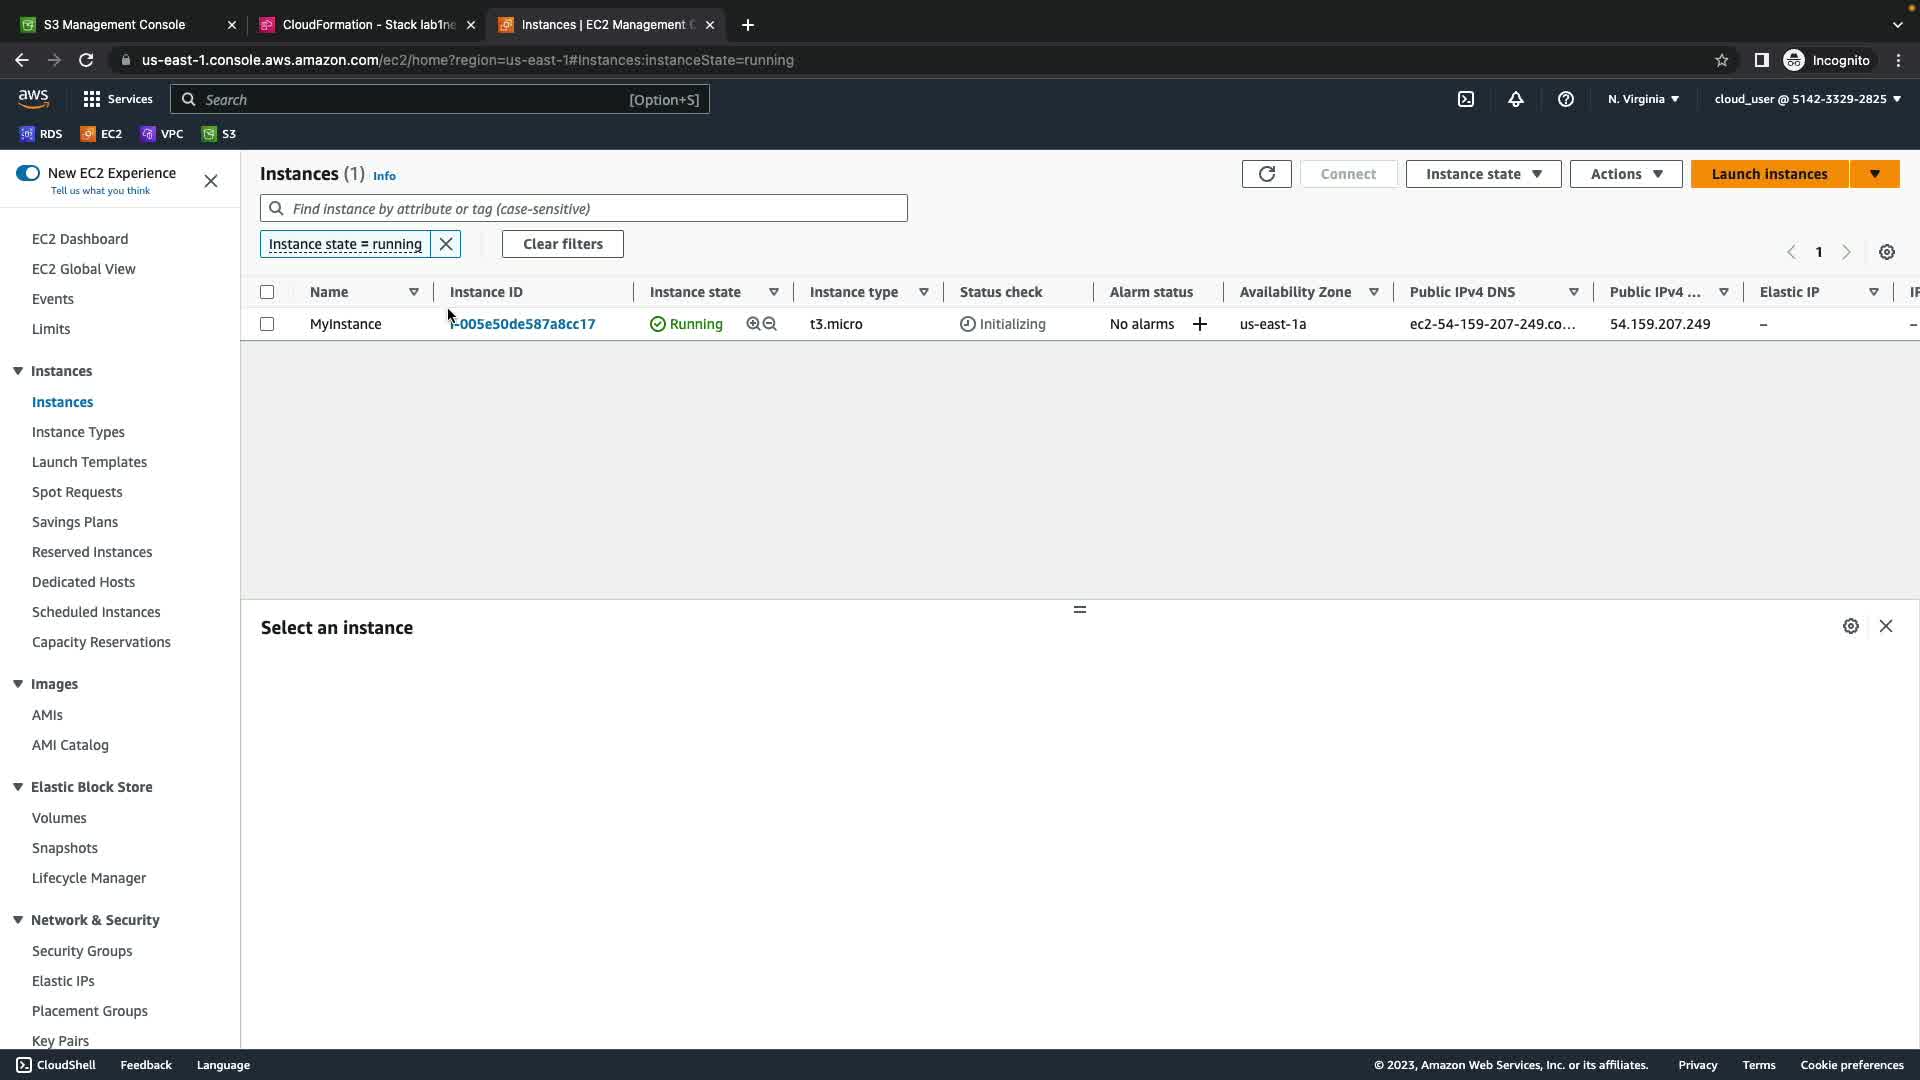 S3 Management Console
CloudFormation - Stack lab1ne
Instances | EC2 Management C
us-east-1.console.aws.amazon.com/ec2/home?region=us-east-1#Instances:instanceState=running
Incognito
aws
Services
Search
[Option+S]
N. Virginia
cloud_user @ 5142-3329-2825
RDS
EC2
VPC
S3
New EC2 Experience
Tell us what you think
EC2 Dashboard
EC2 Global View
Events
Limits
Instances
Instances
Instance Types
Launch Templates
Spot Requests
Savings Plans
Reserved Instances
Dedicated Hosts
Scheduled Instances
Capacity Reservations
Images
AMIs
AMI Catalog
Elastic Block Store
Volumes
Snapshots
Lifecycle Manager
Network & Security
Security Groups
Elastic IPs
Placement Groups
Key Pairs
Instances (1) Info
Connect
Instance state
Actions
Launch instances
Find instance by attribute or tag (case-sensitive)
Instance state = running
Clear filters
1
Name Instance ID Instance state Instance type Status check Alarm status Availability Zone Public IPv4 DNS Public IPv4 ... Elastic IP
MyInstance i-005e50de587a8cc17 Running t3.micro Initializing No alarms us-east-1a ec2-54-159-207-249.co... 54.159.207.249 – –
Select an instance
CloudShell
Feedback
Language
© 2023, Amazon Web Services, Inc. or its affiliates.
Privacy
Terms
Cookie preferences